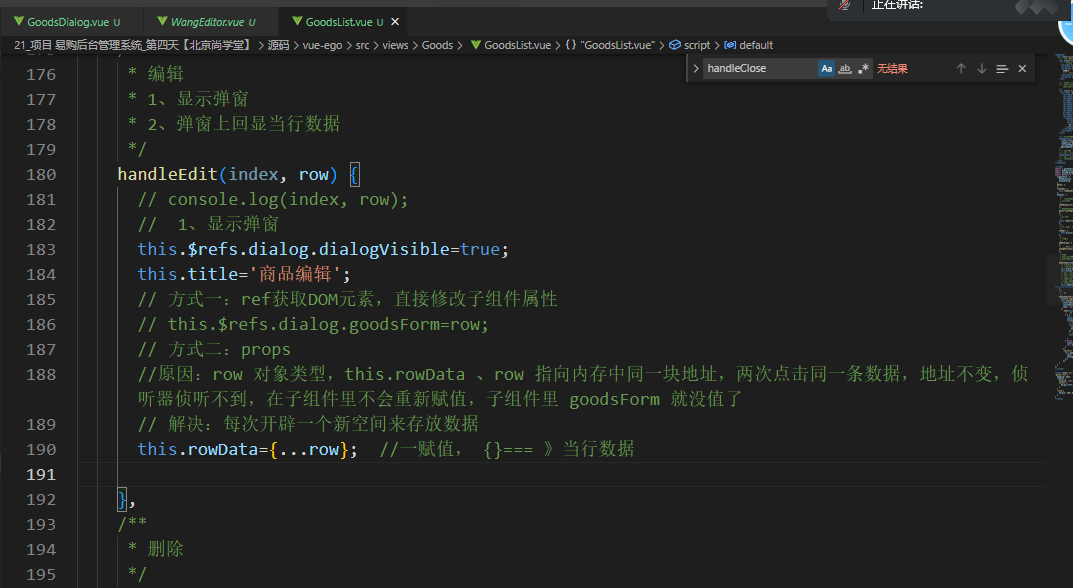 正在讲话:
GoodsDialog.vue U
WangEditor.vue U
GoodsList.vue U ×
21_项目 易购后台管理系统_第四天【北京尚学堂】 > 源码 > vue-ego > src > views > Goods > GoodsList.vue > {} "GoodsList.vue" > script > default
handleClose Aa ab .* 无结果
176 * 编辑
177 * 1、显示弹窗
178 * 2、弹窗上回显当行数据
179 */
180 handleEdit(index, row) {
181 // console.log(index, row);
182 //  1、显示弹窗
183 this.$refs.dialog.dialogVisible=true;
184 this.title='商品编辑';
185 // 方式一：ref获取DOM元素，直接修改子组件属性
186 // this.$refs.dialog.goodsForm=row;
187 // 方式二：props
188 //原因：row 对象类型，this.rowData 、row 指向内存中同一块地址，两次点击同一条数据，地址不变，侦
听器侦听不到，在子组件里不会重新赋值，子组件里 goodsForm 就没值了
189 // 解决：每次开辟一个新空间来存放数据
190 this.rowData={...row};  //一赋值， {}=== 》当行数据
191
192 },
193 /**
194 * 删除
195 */